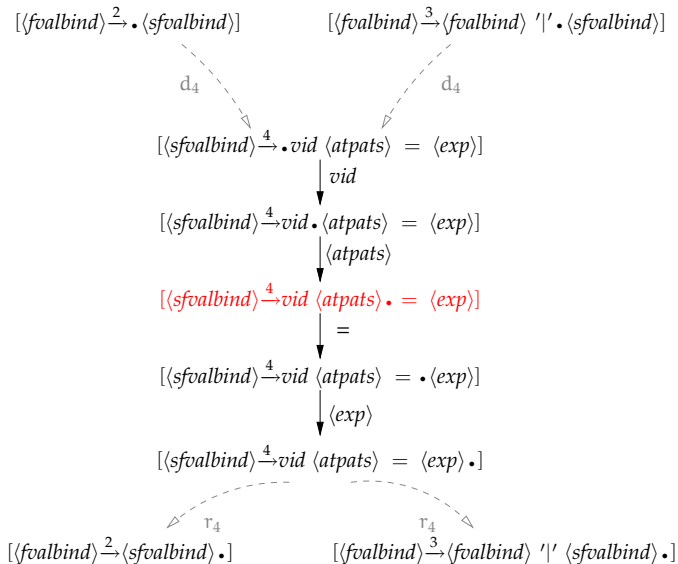 [⟨fvalbind⟩ 2→ • ⟨sfvalbind⟩] [⟨fvalbind⟩ 3→ ⟨fvalbind⟩ '|' • ⟨sfvalbind⟩]
d4 d4
[⟨sfvalbind⟩ 4→ • vid ⟨atpats⟩ = ⟨exp⟩]
vid
[⟨sfvalbind⟩ 4→ vid • ⟨atpats⟩ = ⟨exp⟩]
⟨atpats⟩
[⟨sfvalbind⟩ 4→ vid ⟨atpats⟩ • = ⟨exp⟩]
=
[⟨sfvalbind⟩ 4→ vid ⟨atpats⟩ = • ⟨exp⟩]
⟨exp⟩
[⟨sfvalbind⟩ 4→ vid ⟨atpats⟩ = ⟨exp⟩ •]
r4 r4
[⟨fvalbind⟩ 2→ ⟨sfvalbind⟩ •] [⟨fvalbind⟩ 3→ ⟨fvalbind⟩ '|' ⟨sfvalbind⟩ •]